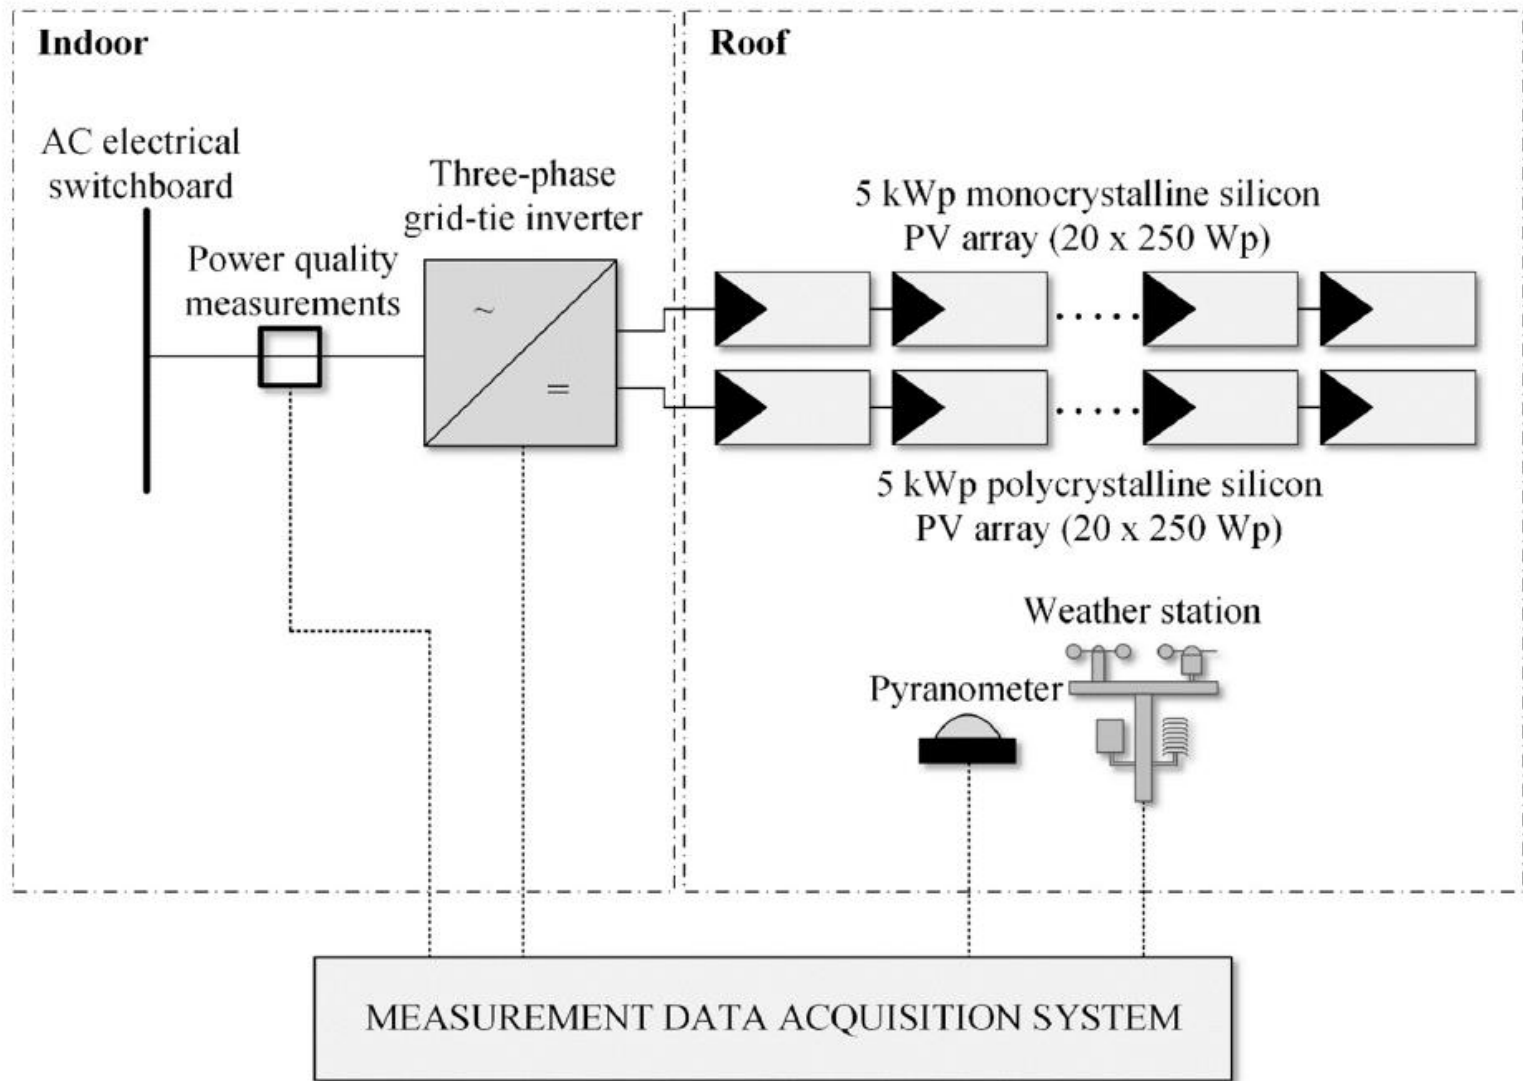 Indoor
Roof
AC electrical
switchboard
Three-phase
grid-tie inverter
Power quality
measurements
~
=
5 kWp monocrystalline silicon
PV array (20 x 250 Wp)
5 kWp polycrystalline silicon
PV array (20 x 250 Wp)
Weather station
Pyranometer
MEASUREMENT DATA ACQUISITION SYSTEM